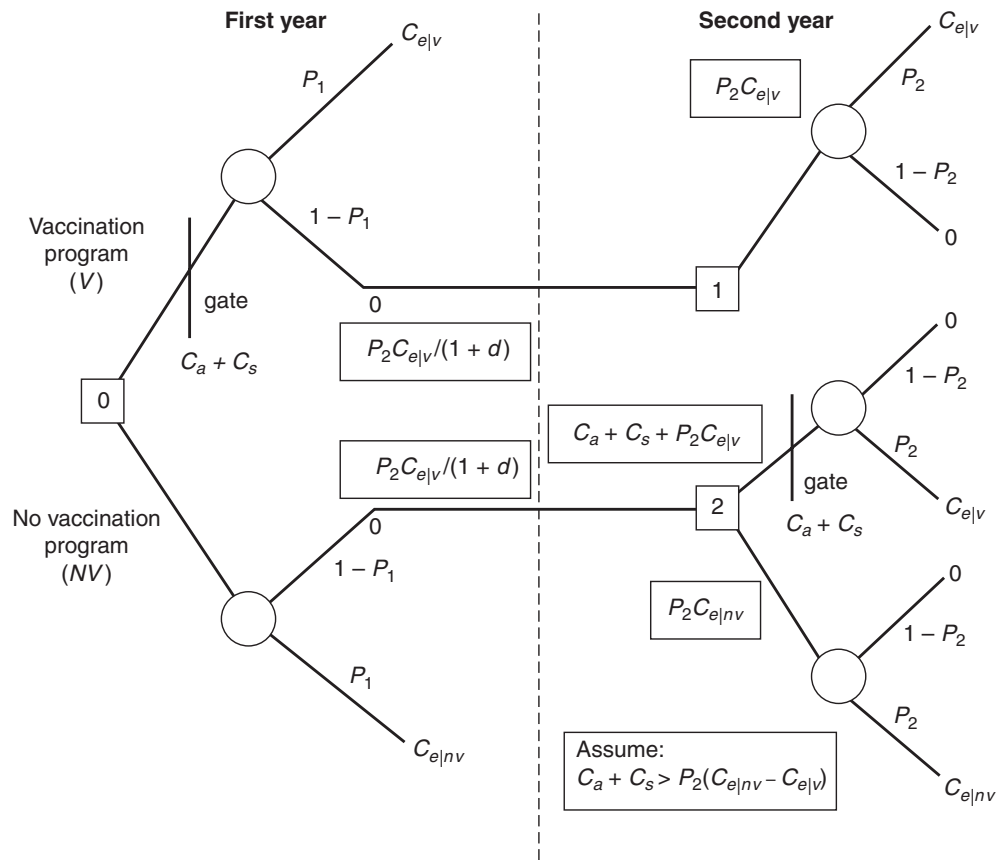 First year
Second year
C_{e|v}
P_1
1 – P_1
Vaccination
program
(V)
gate
C_a + C_s
0
P_2C_{e|v}/(1 + d)
0
P_2C_{e|v}/(1 + d)
No vaccination
program
(NV)
0
1 – P_1
P_1
C_{e|nv}
C_{e|v}
P_2C_{e|v}
P_2
1 – P_2
0
1
0
1 – P_2
C_a + C_s + P_2C_{e|v}
P_2
gate
C_{e|v}
C_a + C_s
2
P_2C_{e|nv}
0
1 – P_2
P_2
C_{e|nv}
Assume:
C_a + C_s > P_2(C_{e|nv} – C_{e|v})